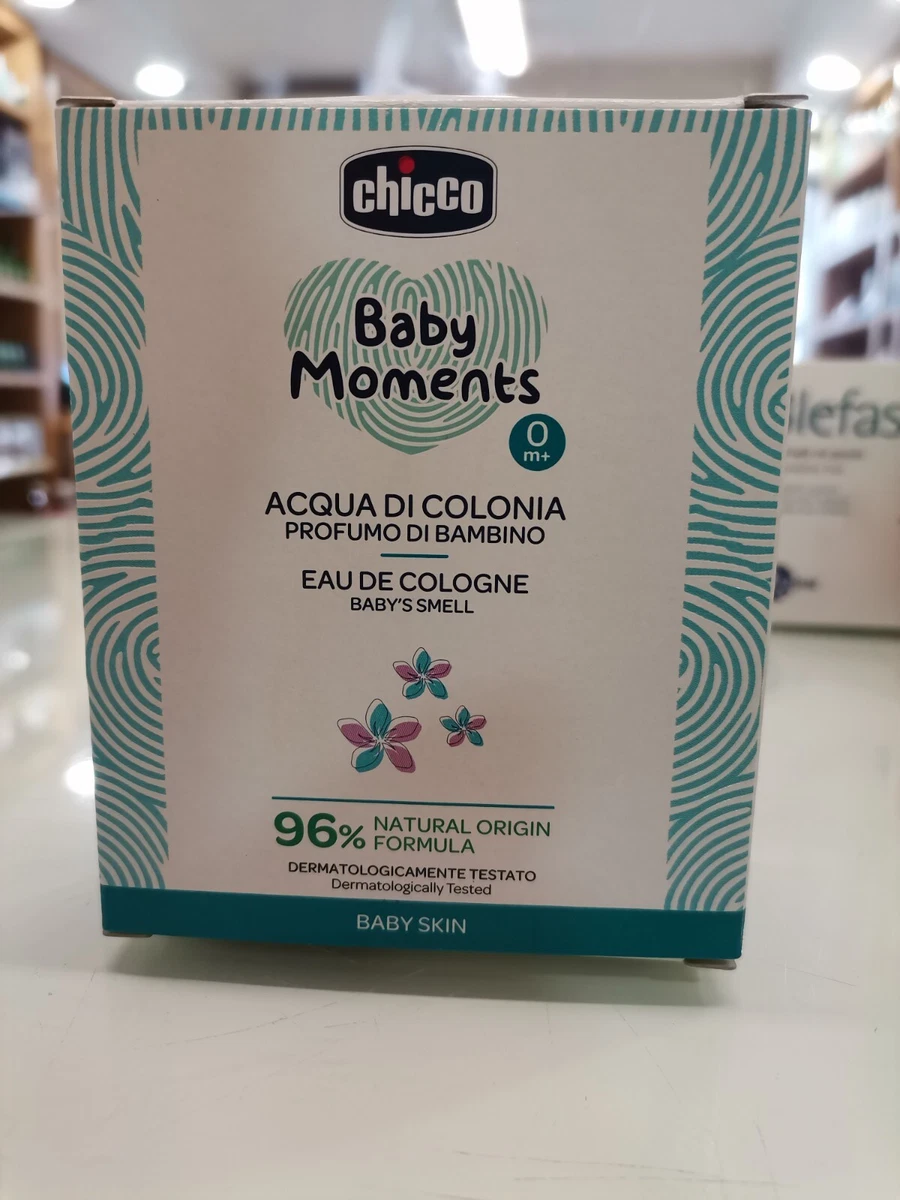 chicco
Baby
Moments
0
m+
ACQUA DI COLONIA
PROFUMO DI BAMBINO
EAU DE COLOGNE
BABY'S SMELL
96% NATURAL ORIGIN
FORMULA
DERMATOLOGICAMENTE TESTATO
Dermatologically Tested
BABY SKIN